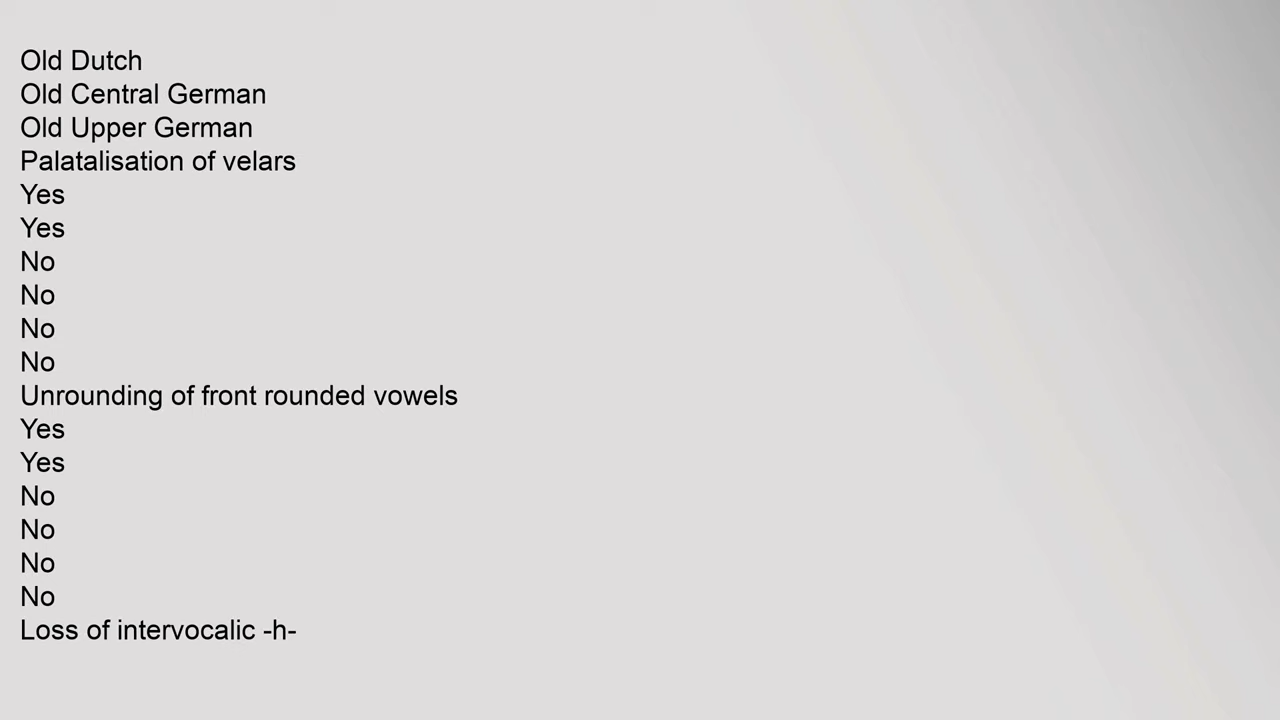 Old Dutch
Old Central German
Old Upper German
Palatalisation of velars
Yes
Yes
No
No
No
No
Unrounding of front rounded vowels
Yes
Yes
No
No
No
No
Loss of intervocalic -h-